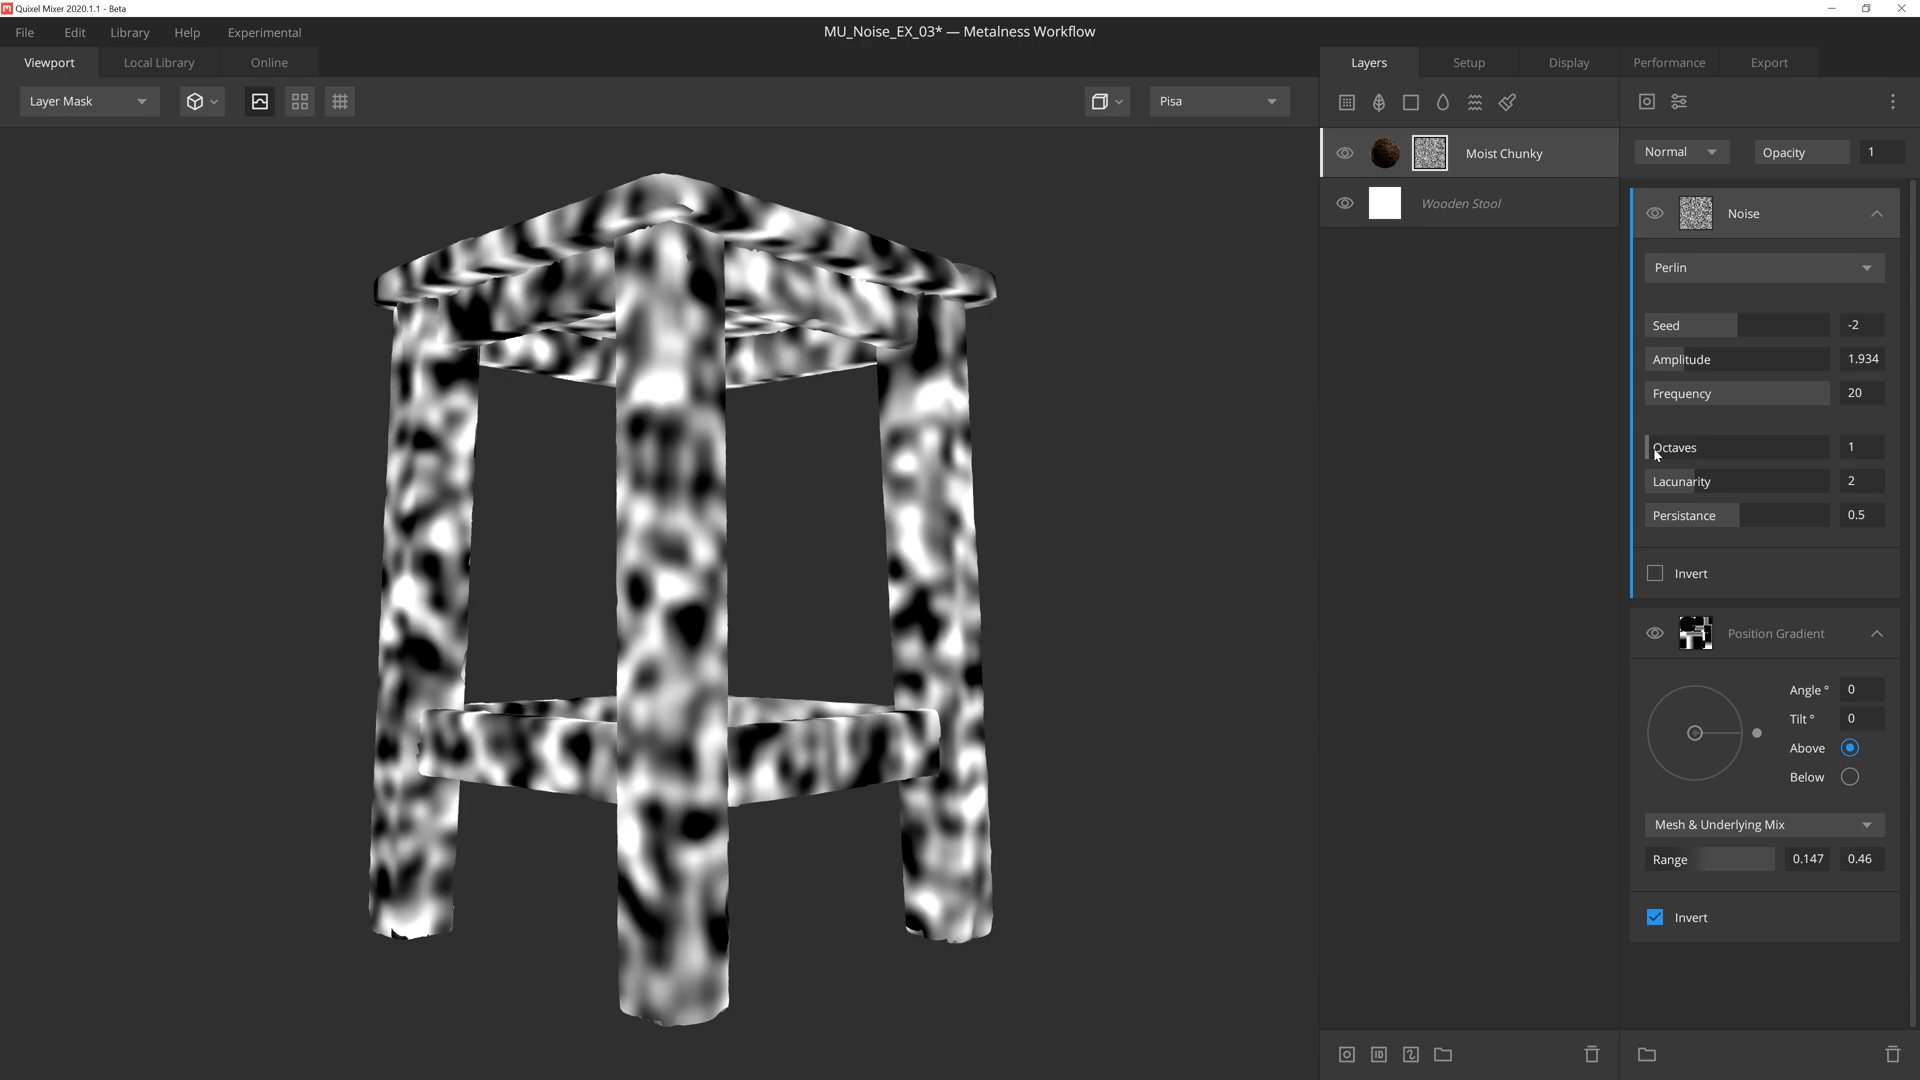 Quixel Mixer 2020.1.1 - Beta
File Edit Library Help Experimental
MU_Noise_EX_03* — Metalness Workflow
Viewport Local Library Online
Layers Setup Display Performance Export
Layer Mask
Pisa
Moist Chunky
Wooden Stool
Normal Opacity 1
Noise
Perlin
Seed -2
Amplitude 1.934
Frequency 20
Octaves 1
Lacunarity 2
Persistance 0.5
Invert
Position Gradient
Angle ° 0
Tilt ° 0
Above
Below
Mesh & Underlying Mix
Range 0.147 0.46
Invert
ID